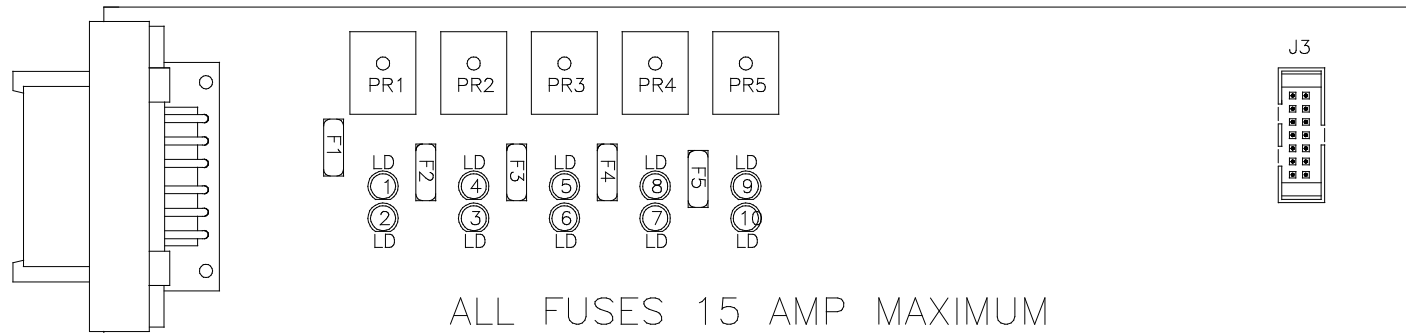 J3
PR1 PR2 PR3 PR4 PR5
F1 F2 F3 F4 F5
LD LD LD LD LD
1 4 5 8 9
2 3 6 7 10
LD LD LD LD LD
ALL FUSES 15 AMP MAXIMUM